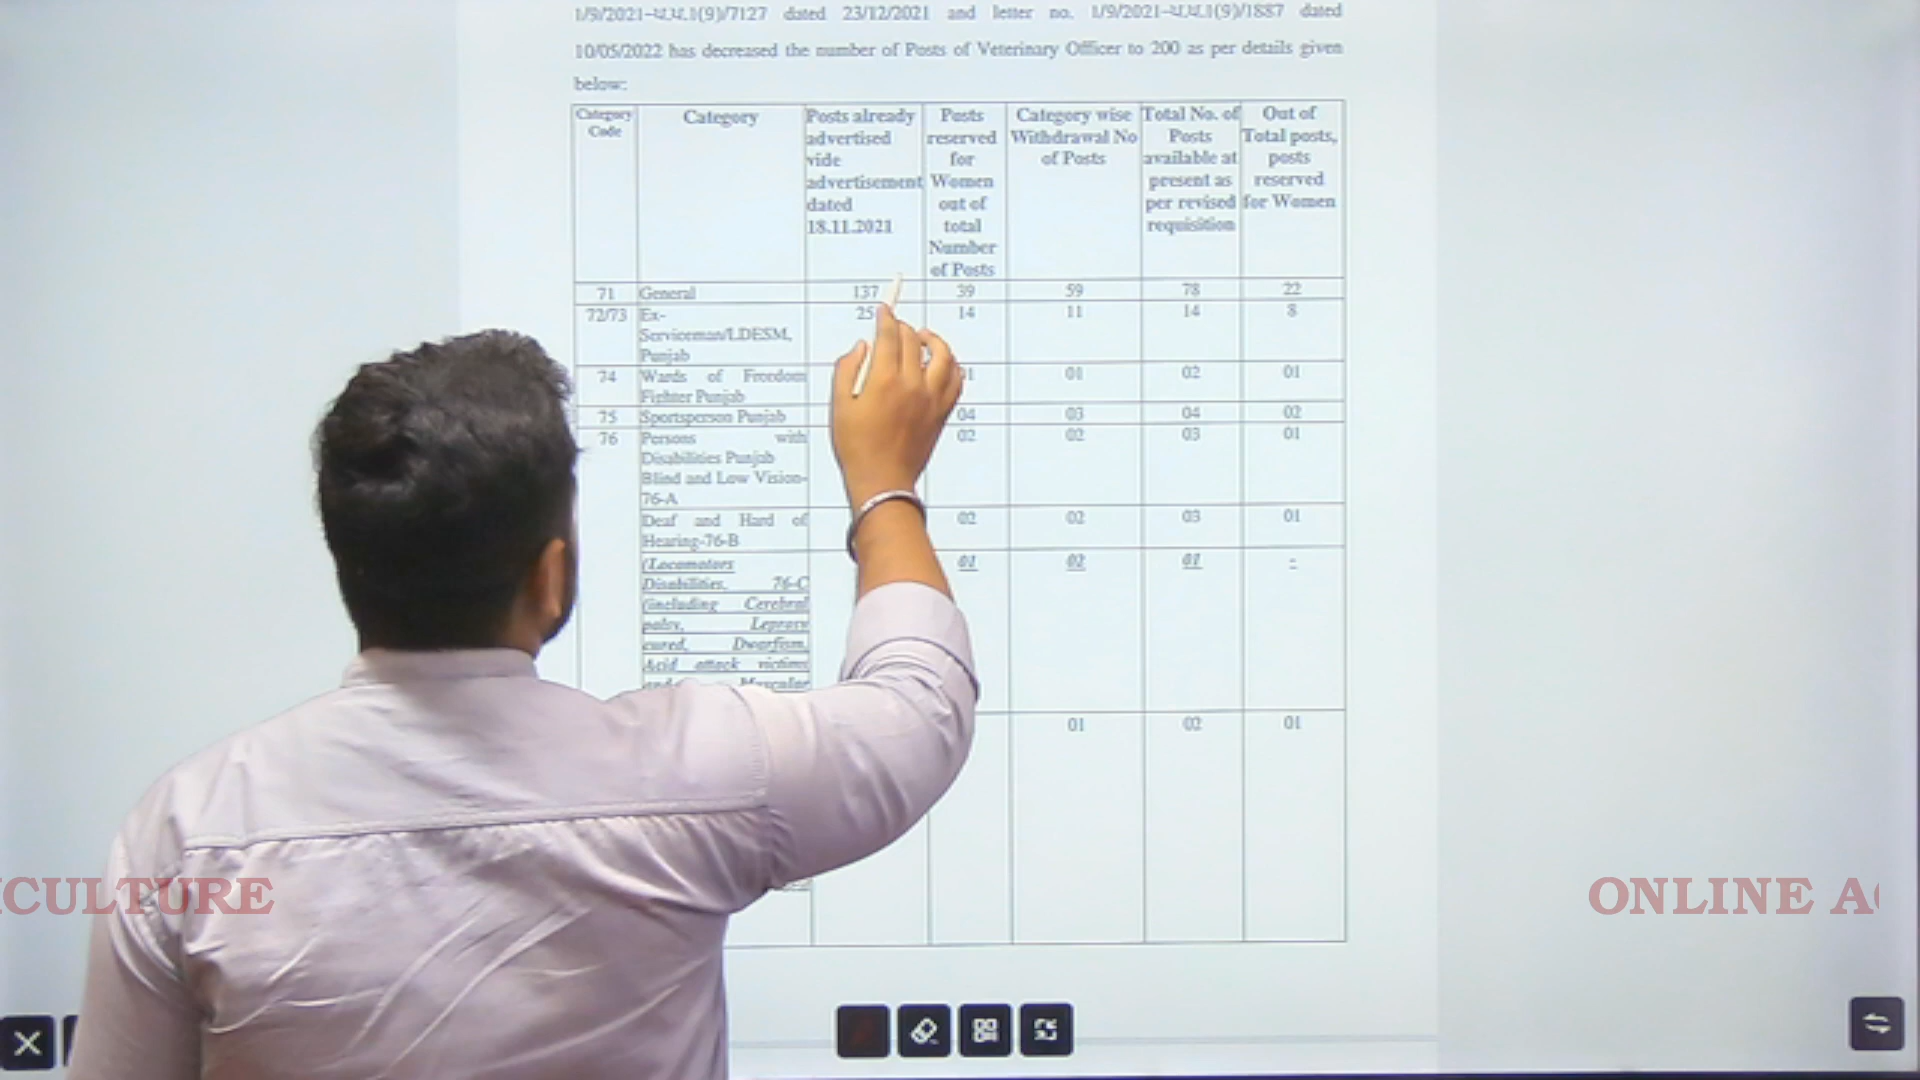 1/9/2021-ਪ.ਪ.1(9)/7127 dated 23/12/2021 and letter no. 1/9/2021-ਪ.ਪ.1(9)/1887 dated
10/05/2022 has decreased the number of Posts of Veterinary Officer to 200 as per details given
below:
Category Code
Category
Posts already advertised vide advertisement dated 18.11.2021
Posts reserved for Women out of total Number of Posts
Category wise Withdrawal No of Posts
Total No. of Posts available at present as per revised requisition
Out of Total posts, posts reserved for Women
71 General 137 39 59 78 22
72/73 Ex- 25 14 11 14 8
Serviceman/LDESM,
Punjab
74 Wards of Freedom 01 02 01
Fighter Punjab
75 Sportsperson Punjab 04 03 04 02
76 Persons with 02 02 03 01
Disabilities Punjab
Blind and Low Vision-
76-A
Deaf and Hard of 02 02 03 01
Hearing-76-B
(Locomotors 01 02 01 -
Disabilities, 76-C
(including Cerebral
palsy, Leprosy
cured, Dwarfism,
Acid attack victims
and Muscular
01 02 01
ICULTURE
ONLINE A